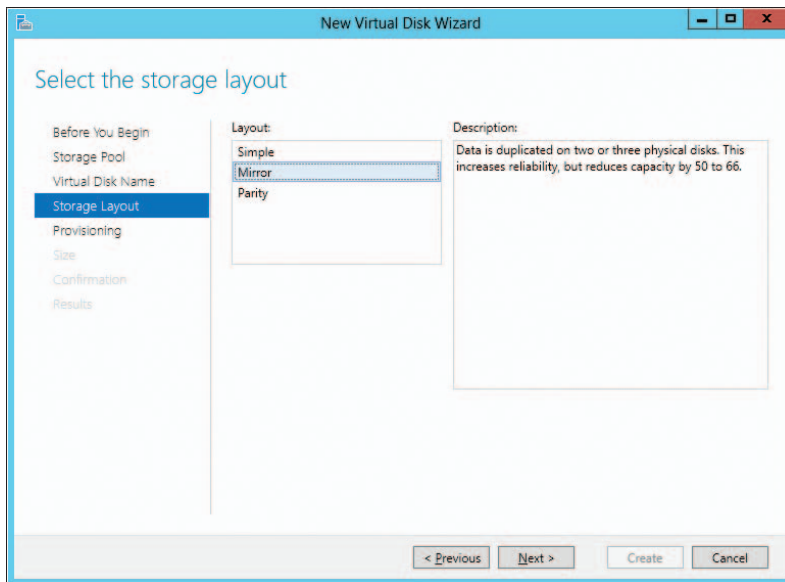 New Virtual Disk Wizard
Select the storage layout
Before You Begin
Storage Pool
Virtual Disk Name
Storage Layout
Provisioning
Size
Confirmation
Results
Layout:
Simple
Mirror
Parity
Description:
Data is duplicated on two or three physical disks. This
increases reliability, but reduces capacity by 50 to 66.
< Previous
Next >
Create
Cancel